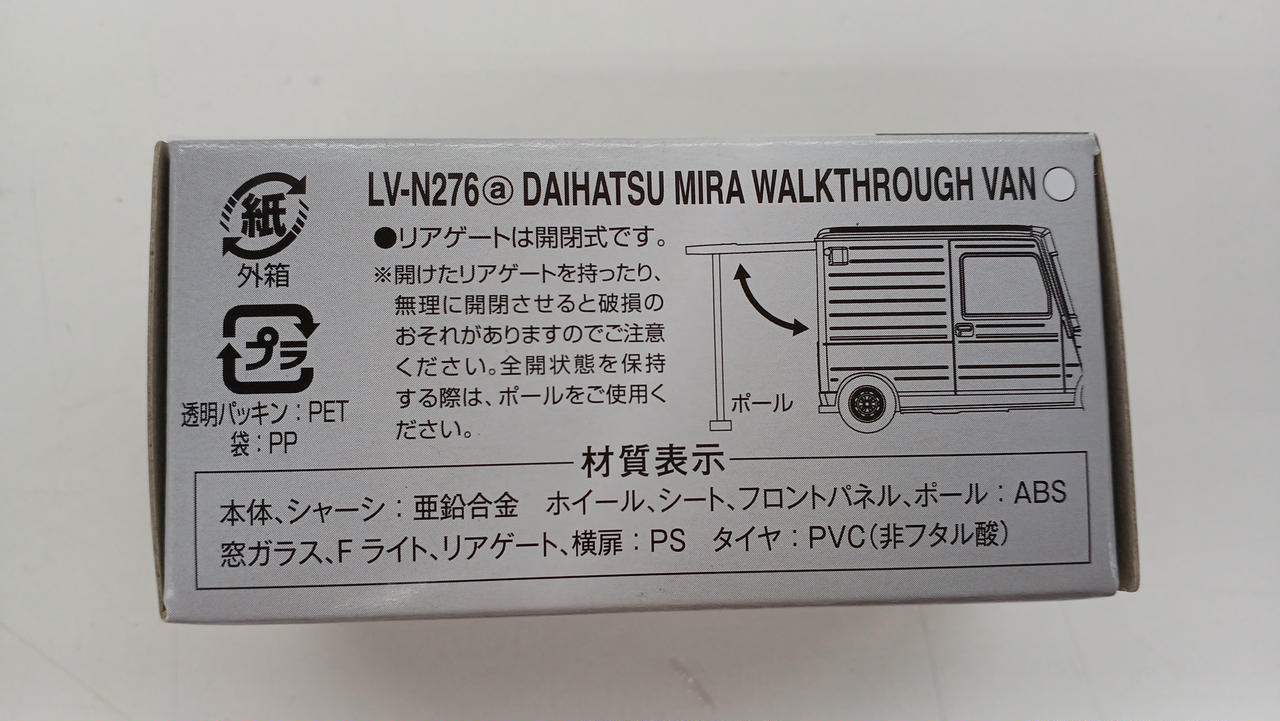 紙
外箱
プラ
透明パッキン：PET
袋：PP
LV-N276ⓐ DAIHATSU MIRA WALKTHROUGH VAN
●リアゲートは開閉式です。
※開けたリアゲートを持ったり、
無理に開閉させると破損の
おそれがありますのでご注意
ください。全開状態を保持
する際は、ポールをご使用く
ださい。
ポール
材質表示
本体、シャーシ：亜鉛合金　ホイール、シート、フロントパネル、ポール：ABS
窓ガラス、F ライト、リアゲート、横扉：PS　タイヤ：PVC（非フタル酸）